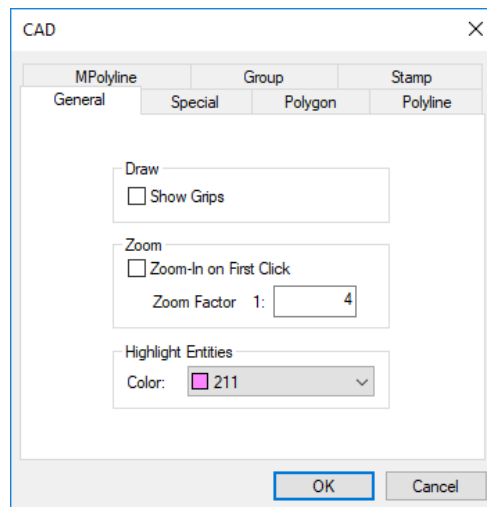 CAD
MPolyline Group Stamp
General Special Polygon Polyline
Draw
Show Grips
Zoom
Zoom-In on First Click
Zoom Factor 1: 4
Highlight Entities
Color: 211
OK Cancel